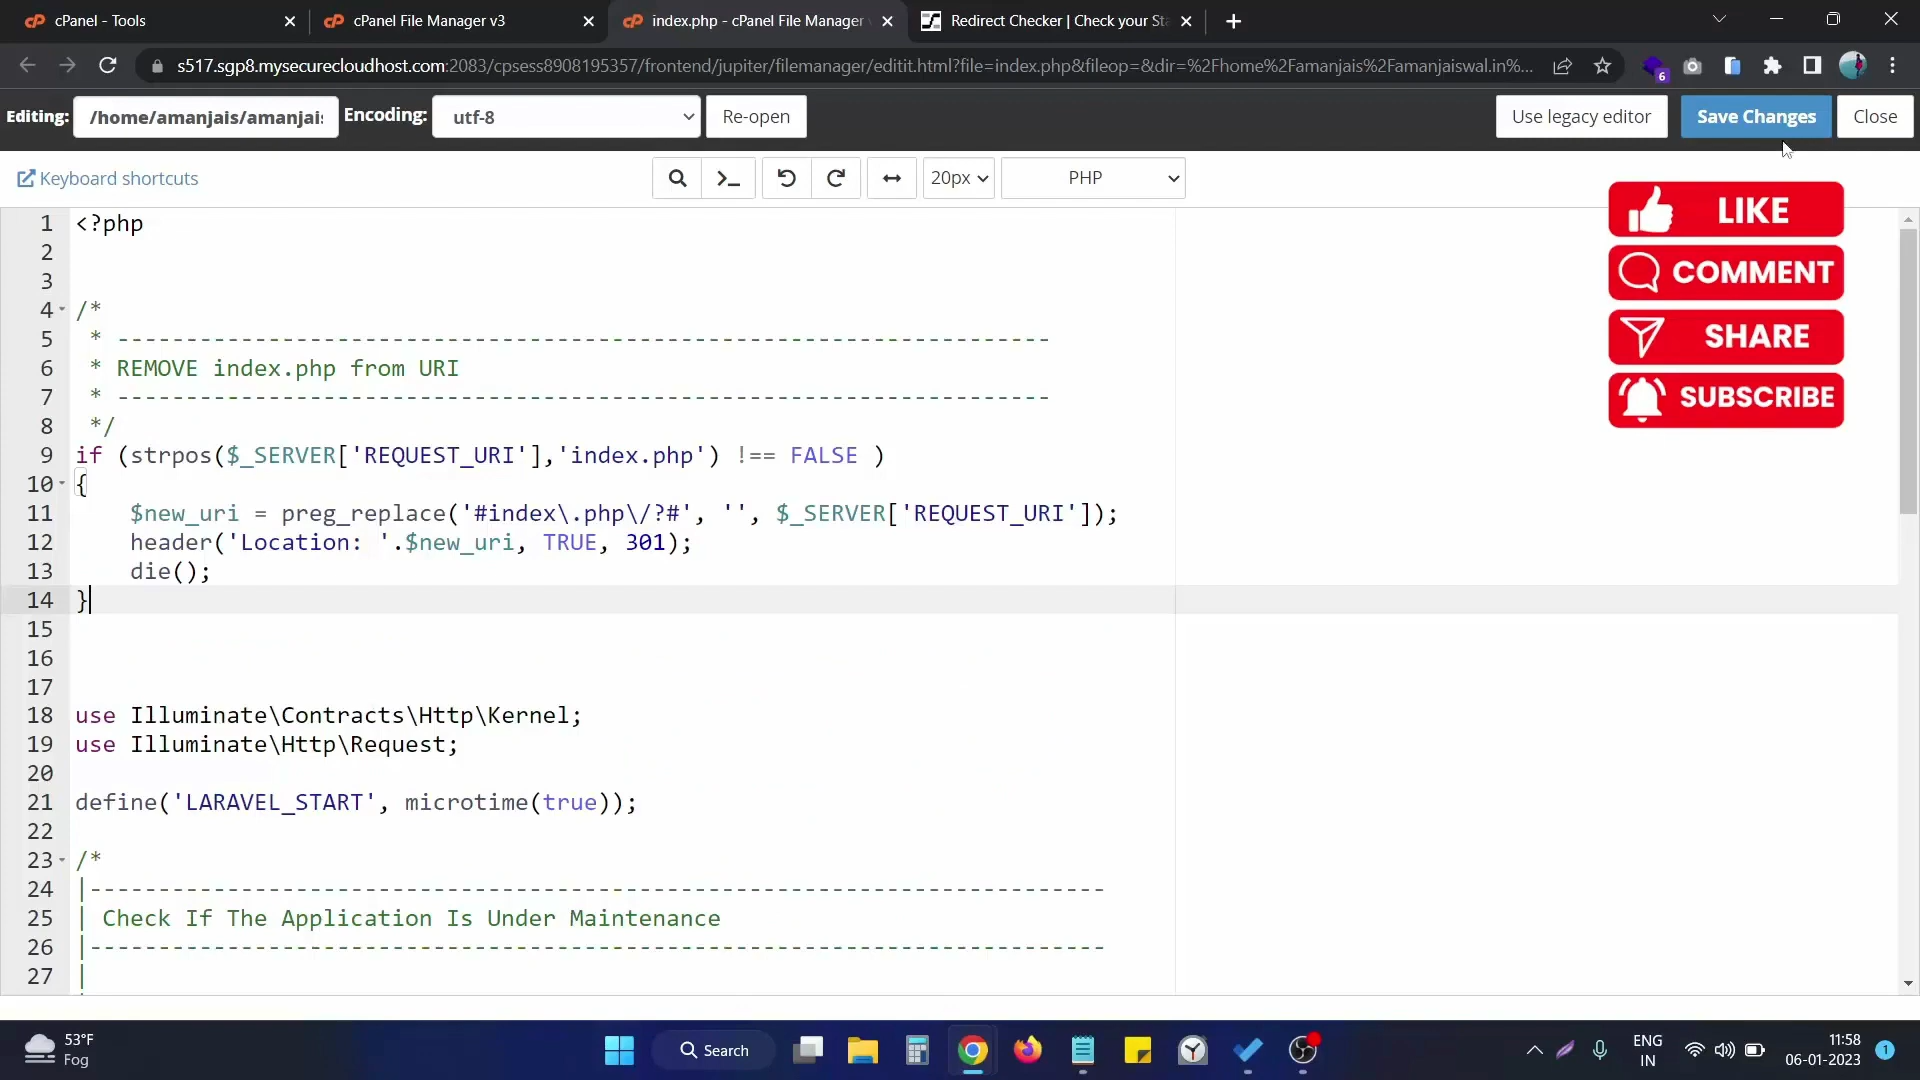 cPanel - Tools
cPanel File Manager v3
index.php - cPanel File Manager v
Redirect Checker | Check your Sta
s517.sgp8.mysecurecloudhost.com:2083/cpsess8908195357/frontend/jupiter/filemanager/editit.html?file=index.php&fileop=&dir=%2Fhome%2Famanjais%2Famanjaiswal.in%...
6
Editing:
/home/amanjais/amanjai
Encoding:
utf-8
Re-open
Use legacy editor
Save Changes
Close
Keyboard shortcuts
20px
PHP
LIKE
COMMENT
SHARE
SUBSCRIBE
1 <?php
2
3
4 /*
5 * --------------------------------------------------------------------
6 * REMOVE index.php from URI
7 * --------------------------------------------------------------------
8 */
9 if (strpos($_SERVER['REQUEST_URI'],'index.php') !== FALSE )
10 {
11 $new_uri = preg_replace('#index\.php\/?#', '', $_SERVER['REQUEST_URI']);
12 header('Location: '.$new_uri, TRUE, 301);
13 die();
14 }
15
16
17
18 use Illuminate\Contracts\Http\Kernel;
19 use Illuminate\Http\Request;
20
21 define('LARAVEL_START', microtime(true));
22
23 /*
24 |--------------------------------------------------------------------------
25 | Check If The Application Is Under Maintenance
26 |--------------------------------------------------------------------------
27 |
53°F
Fog
Search
ENG
IN
11:58
06-01-2023
1